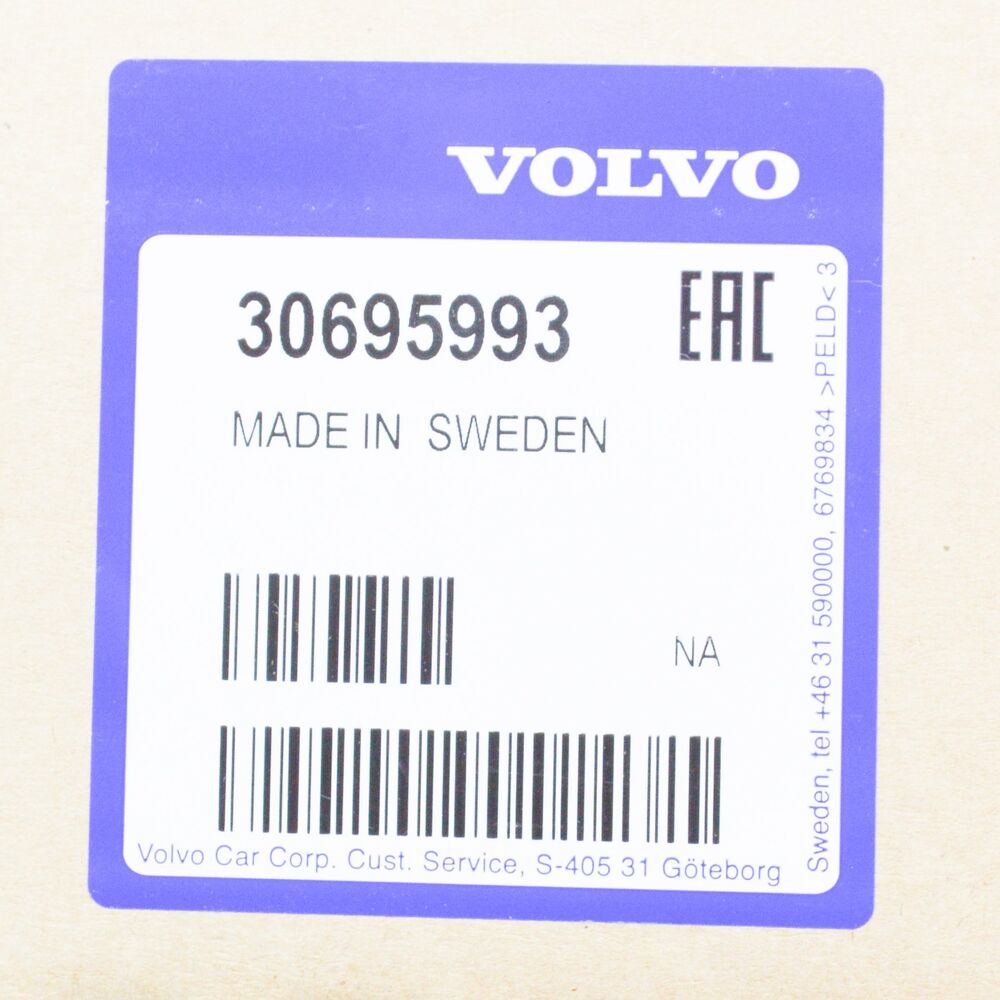 VOLVO
30695993
EAC
MADE IN SWEDEN
NA
Volvo Car Corp. Cust. Service, S-405 31 Göteborg
Sweden, tel +46 31 590000, 6769834 >PELD< 3